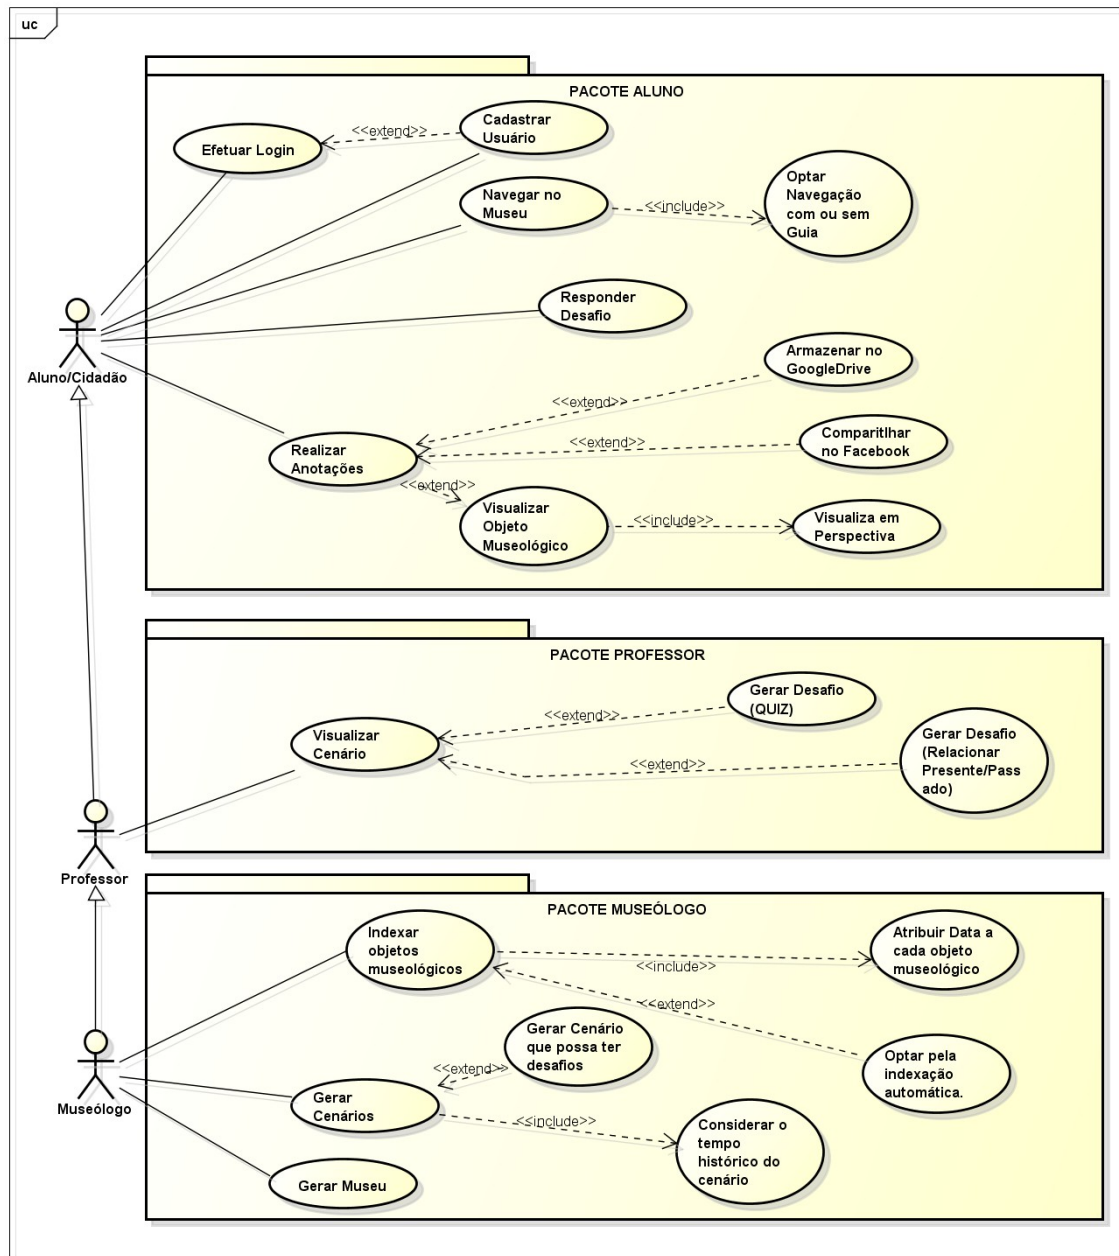 uc
PACOTE ALUNO
Efetuar Login
<<extend>>
Cadastrar
Usuário
Navegar no
Museu
<<include>>
Optar
Navegação
com ou sem
Guia
Responder
Desafio
Aluno/Cidadão
Armazenar no
GoogleDrive
<<extend>>
Comparitlhar
no Facebook
<<extend>>
Realizar
Anotações
<<extend>>
Visualizar
Objeto
Museológico
<<include>>
Visualiza em
Perspectiva
PACOTE PROFESSOR
Visualizar
Cenário
<<extend>>
Gerar Desafio
(QUIZ)
<<extend>>
Gerar Desafio
(Relacionar
Presente/Pass
ado)
Professor
PACOTE MUSEÓLOGO
Indexar
objetos
museológicos
<<include>>
Atribuir Data a
cada objeto
museológico
<<extend>>
Optar pela
indexação
automática.
Gerar Cenário
que possa ter
desafios
<<extend>>
Museólogo
Gerar
Cenários
<<include>>
Considerar o
tempo
histórico do
cenário
Gerar Museu